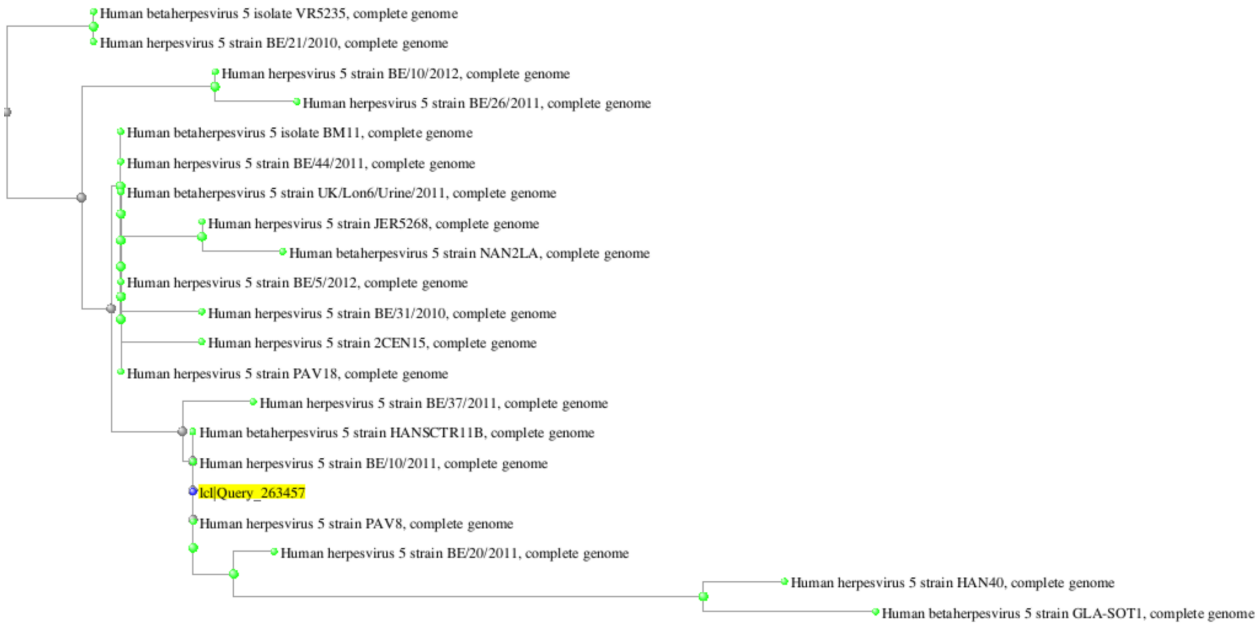 Human betaherpesvirus 5 isolate VR5235, complete genome
Human herpesvirus 5 strain BE/21/2010, complete genome
Human herpesvirus 5 strain BE/10/2012, complete genome
Human herpesvirus 5 strain BE/26/2011, complete genome
Human betaherpesvirus 5 isolate BM11, complete genome
Human herpesvirus 5 strain BE/44/2011, complete genome
Human betaherpesvirus 5 strain UK/Lon6/Urine/2011, complete genome
Human herpesvirus 5 strain JER5268, complete genome
Human betaherpesvirus 5 strain NAN2LA, complete genome
Human herpesvirus 5 strain BE/5/2012, complete genome
Human herpesvirus 5 strain BE/31/2010, complete genome
Human herpesvirus 5 strain 2CEN15, complete genome
Human herpesvirus 5 strain PAV18, complete genome
Human herpesvirus 5 strain BE/37/2011, complete genome
Human betaherpesvirus 5 strain HANSCTR11B, complete genome
Human herpesvirus 5 strain BE/10/2011, complete genome
lcl|Query_263457
Human herpesvirus 5 strain PAV8, complete genome
Human herpesvirus 5 strain BE/20/2011, complete genome
Human herpesvirus 5 strain HAN40, complete genome
Human betaherpesvirus 5 strain GLA-SOT1, complete genome